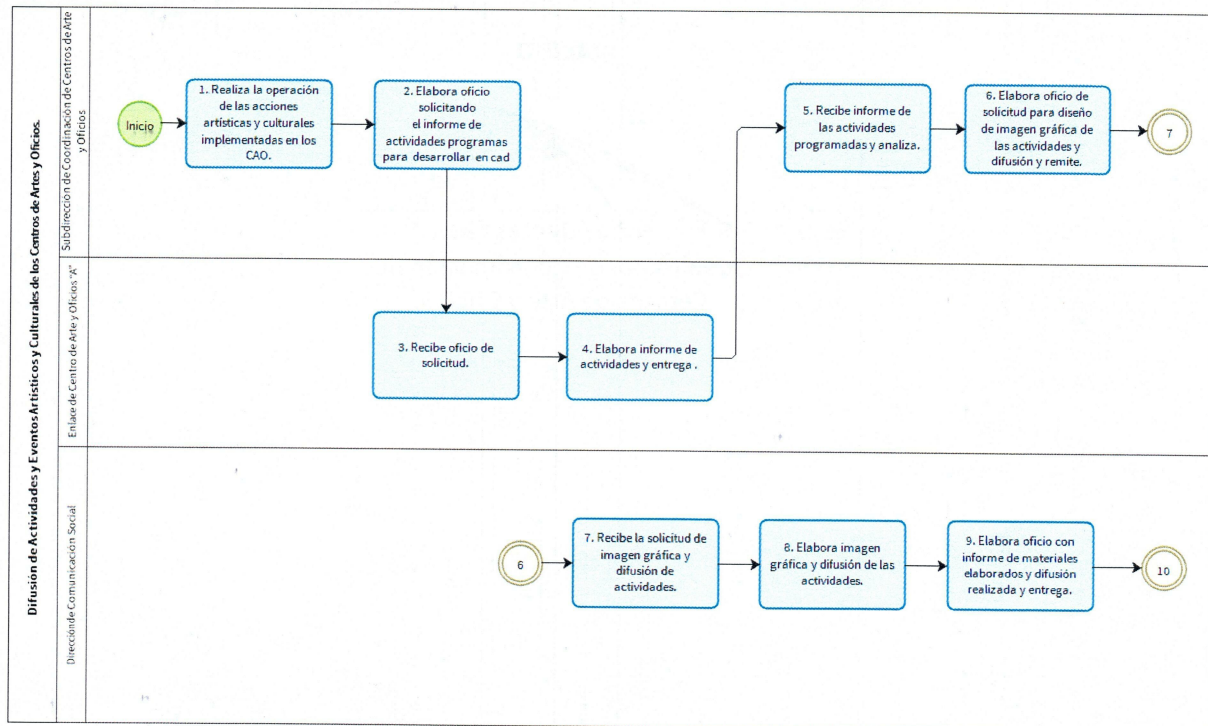 Difusión de Actividades y Eventos Artísticos y Culturales de los Centros de Artes y Oficios.
Subdirección de Coordinación de Centros de Arte
y Oficios
Inicio
1. Realiza la operación
de las acciones
artísticas y culturales
implementadas en los
CAO.
2. Elabora oficio
solicitando
el informe de
actividades programas
para desarrollar en cad
5. Recibe informe de
las actividades
programadas y analiza.
6. Elabora oficio de
solicitud para diseño
de imagen gráfica de
las actividades y
difusión y remite.
7
Enlace de Centro de Arte y Oficios "A"
3. Recibe oficio de
solicitud.
4. Elabora informe de
actividades y entrega .
Dirección de Comunicación Social
6
7. Recibe la solicitud de
imagen gráfica y
difusión de
actividades.
8. Elabora imagen
gráfica y difusión de las
actividades.
9. Elabora oficio con
informe de materiales
elaborados y difusión
realizada y entrega.
10